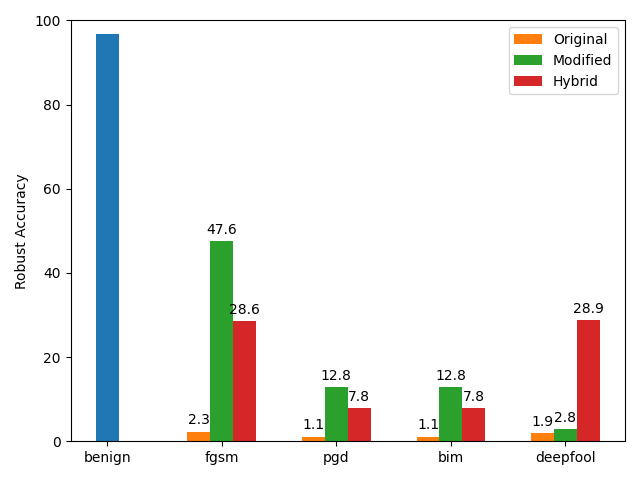 100
80
60
40
20
0
Robust Accuracy
Original
Modified
Hybrid
2.3
47.6
28.6
1.1
12.8
7.8
1.1
12.8
7.8
1.9
2.8
28.9
benign
fgsm
pgd
bim
deepfool